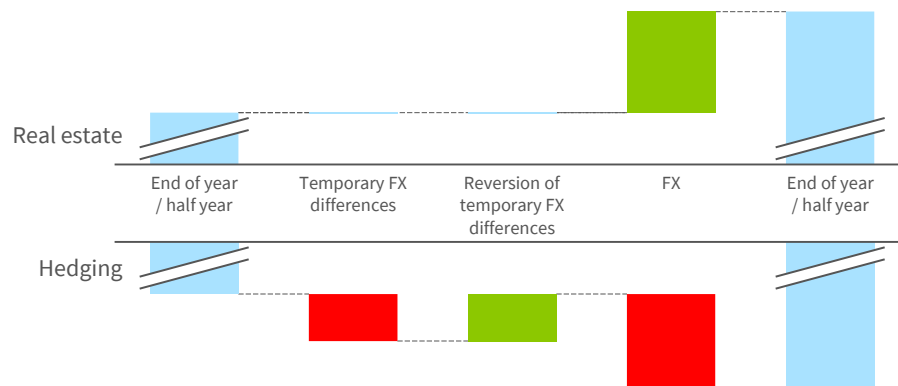 Real estate
End of year
/ half year
Temporary FX
differences
Reversion of
temporary FX
differences
FX
End of year
/ half year
Hedging